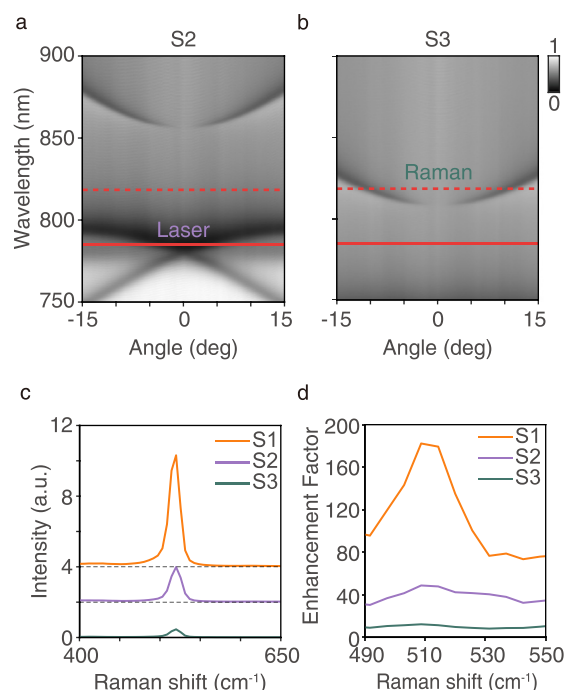 a
S2
b
S3
900
850
800
750
Wavelength (nm)
Laser
-15
0
15
Angle (deg)
Raman
-15
0
15
Angle (deg)
1
0
c
12
8
4
0
Intensity (a.u.)
S1
S2
S3
400
650
Raman shift (cm⁻¹)
d
200
160
120
80
40
0
Enhancement Factor
S1
S2
S3
490
510
530
550
Raman shift (cm⁻¹)